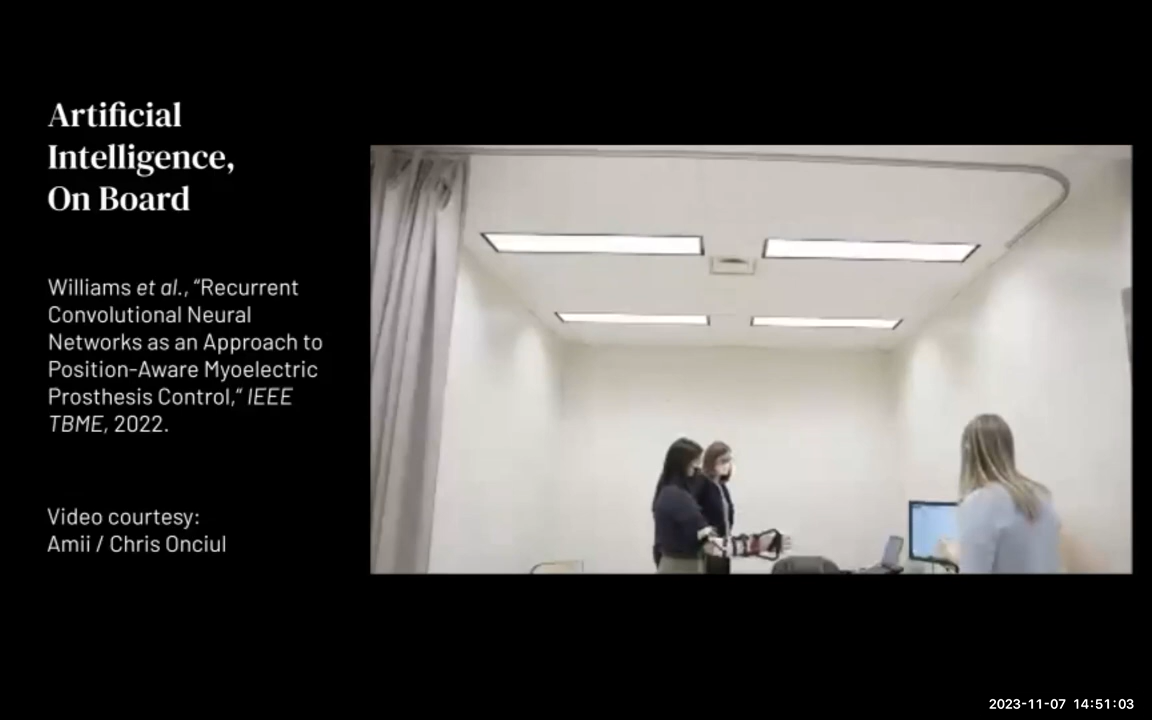 Artificial
Intelligence,
On Board
Williams et al., “Recurrent
Convolutional Neural
Networks as an Approach to
Position-Aware Myoelectric
Prosthesis Control,” IEEE
TBME, 2022.
Video courtesy:
Amii / Chris Onciul
2023-11-07 14:51:03